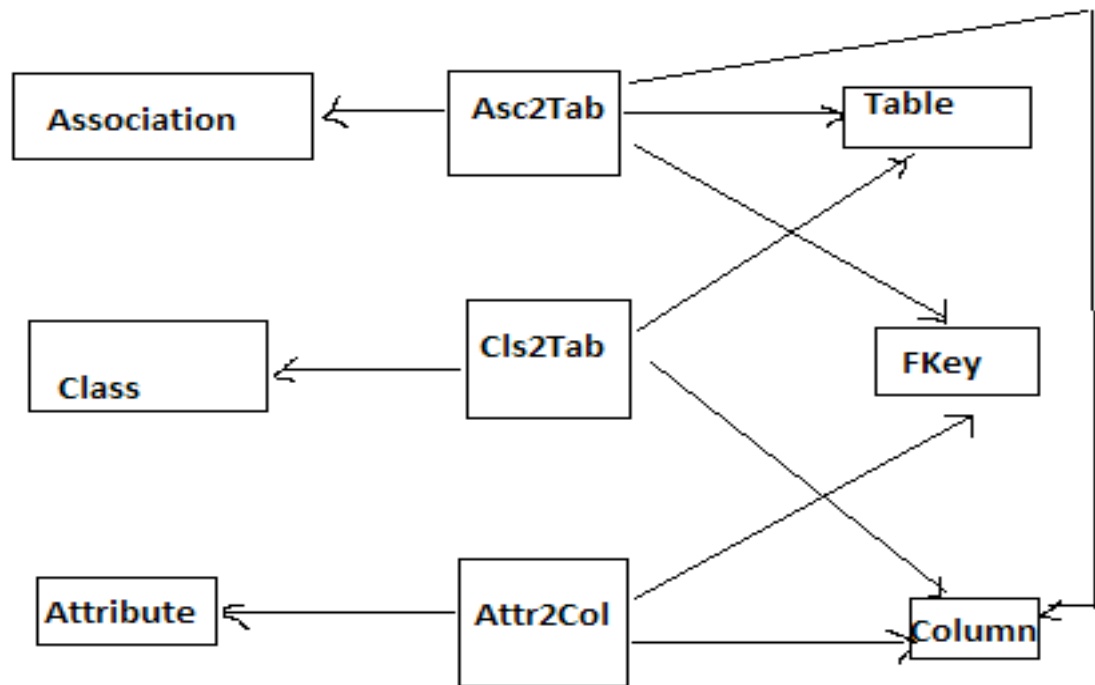 Association
Asc2Tab
Table
Class
Cls2Tab
FKey
Attribute
Attr2Col
Column